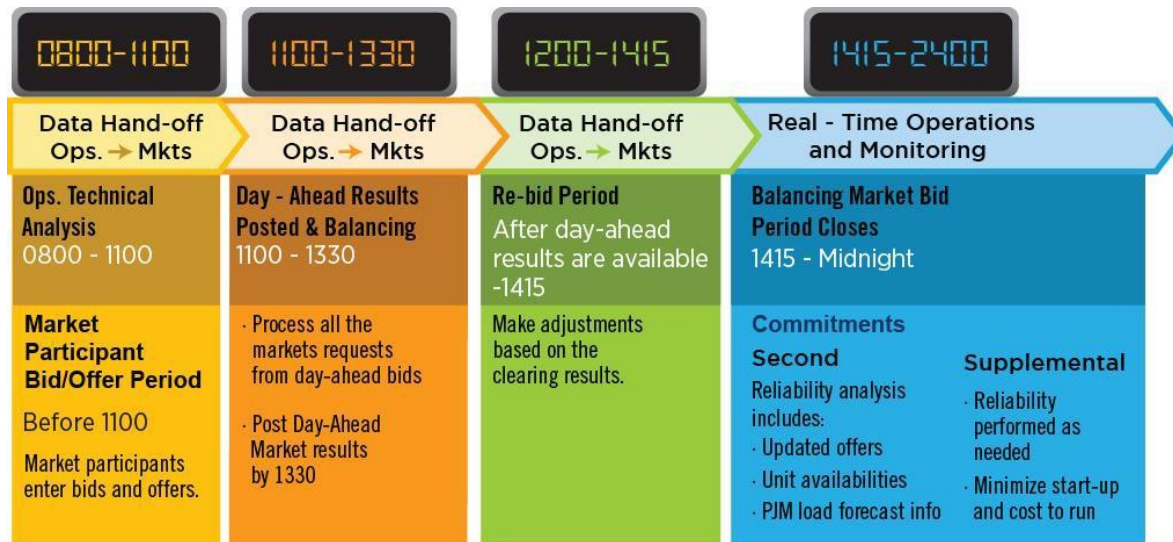 0800-1100
Data Hand-off
Ops. → Mkts
Ops. Technical
Analysis
0800 - 1100
Market
Participant
Bid/Offer Period
Before 1100
Market participants
enter bids and offers.
1100-1330
Data Hand-off
Ops. → Mkts
Day - Ahead Results
Posted & Balancing
1100 - 1330
· Process all the
markets requests
from day-ahead bids
· Post Day-Ahead
Market results
by 1330
1200-1415
Data Hand-off
Ops. → Mkts
Re-bid Period
After day-ahead
results are available
-1415
Make adjustments
based on the
clearing results.
1415-2400
Real - Time Operations
and Monitoring
Balancing Market Bid
Period Closes
1415 - Midnight
Commitments
Second
Reliability analysis
includes:
· Updated offers
· Unit availabilities
· PJM load forecast info
Supplemental
· Reliability
performed as
needed
· Minimize start-up
and cost to run